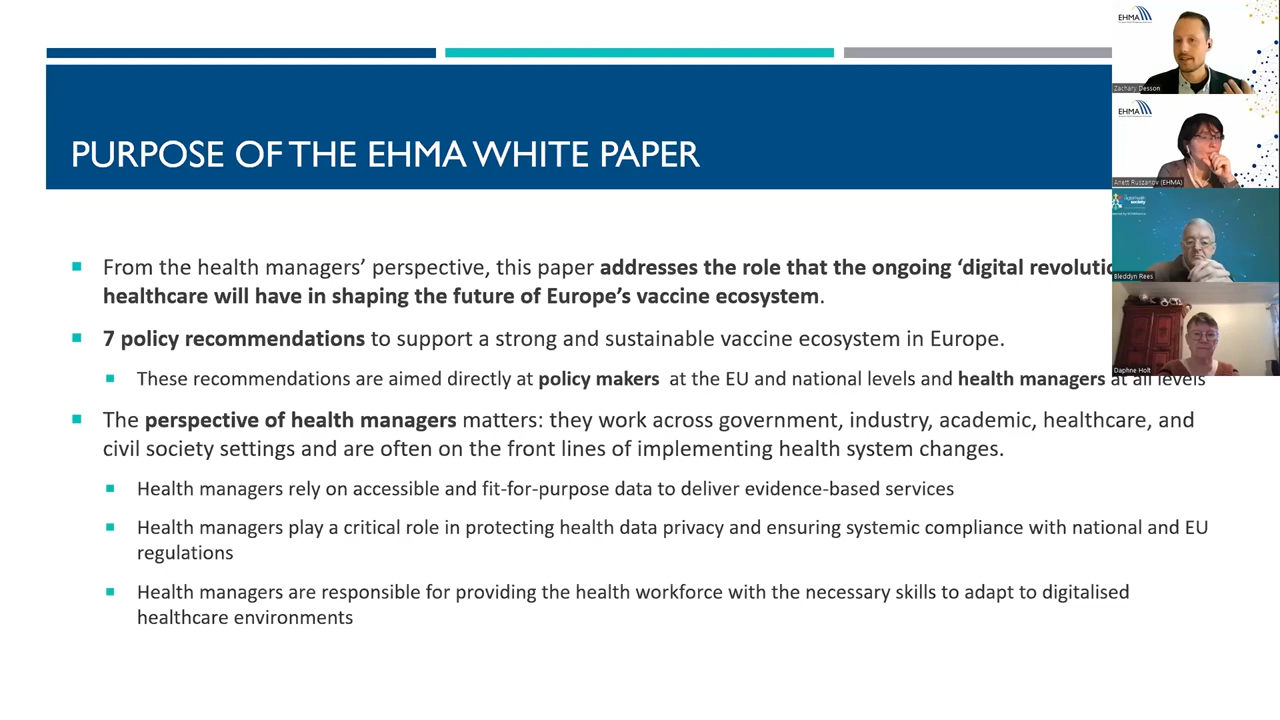 PURPOSE OF THE EHMA WHITE PAPER
From the health managers’ perspective, this paper addresses the role that the ongoing ‘digital
healthcare will have in shaping the future of Europe’s vaccine ecosystem.
7 policy recommendations to support a strong and sustainable vaccine ecosystem in Europe.
These recommendations are aimed directly at policy makers at the EU and national levels and health managers at all levels
The perspective of health managers matters: they work across government, industry, academic, healthcare, and
civil society settings and are often on the front lines of implementing health system changes.
Health managers rely on accessible and fit-for-purpose data to deliver evidence-based services
Health managers play a critical role in protecting health data privacy and ensuring systemic compliance with national and EU
regulations
Health managers are responsible for providing the health workforce with the necessary skills to adapt to digitalised
healthcare environments
EHMA
Zachary Desson
EHMA
Anett Ruszanov (EHMA)
society
Bleddyn Rees
Daphne Holt